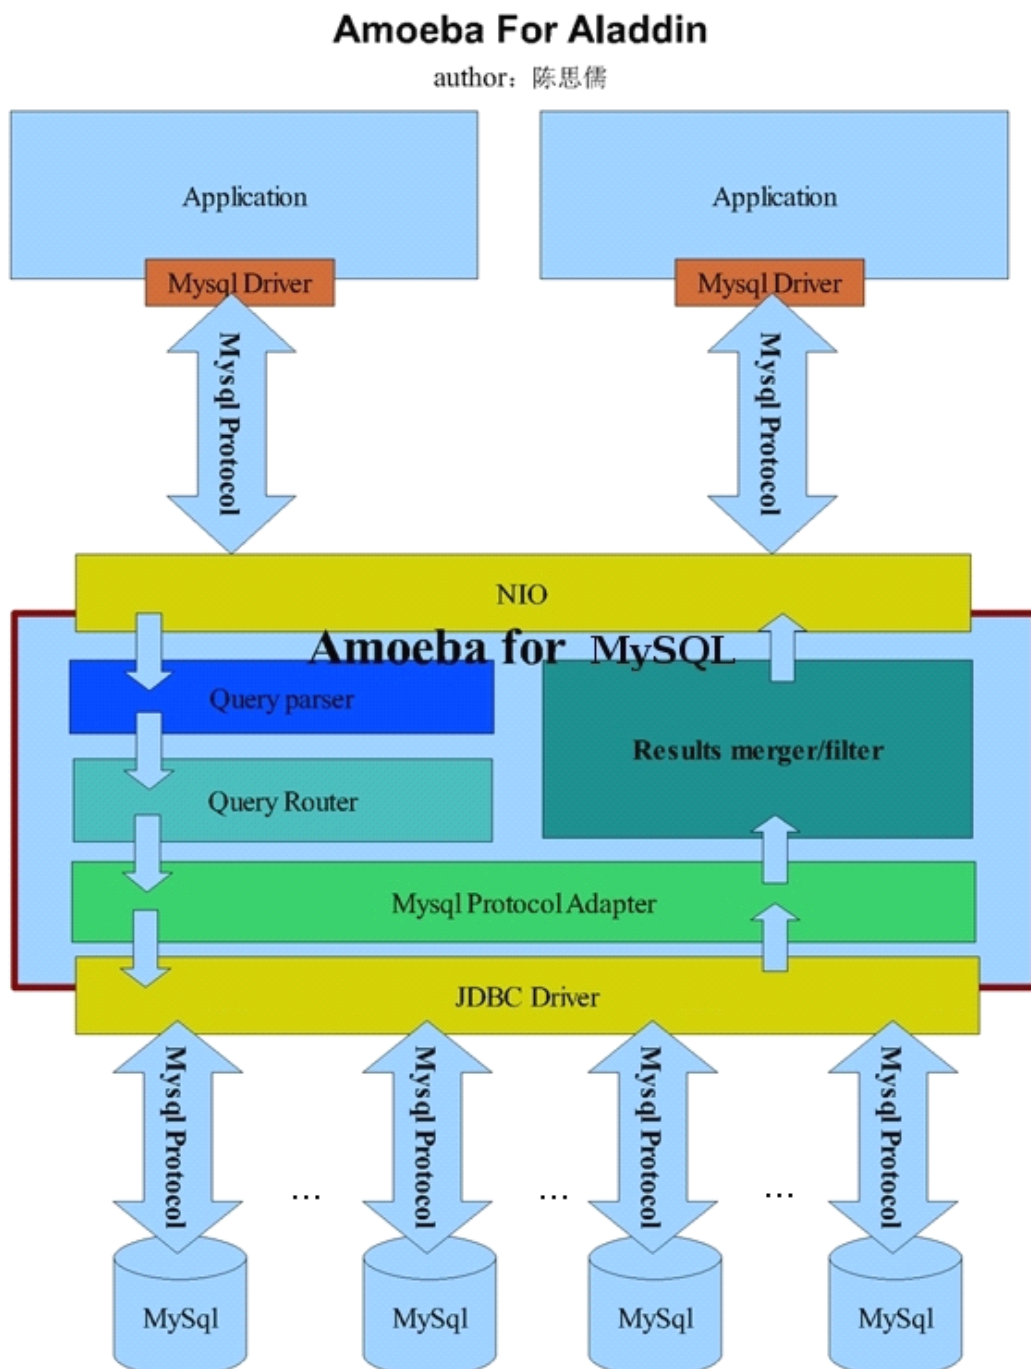 Amoeba For Aladdin
author：陈思儒
Application
Application
Mysql Driver
Mysql Driver
Mysql Protocol
Mysql Protocol
NIO
Amoeba for MySQL
Query parser
Results merger/filter
Query Router
Mysql Protocol Adapter
JDBC Driver
Mysql Protocol
Mysql Protocol
Mysql Protocol
Mysql Protocol
...
...
...
MySql
MySql
MySql
MySql